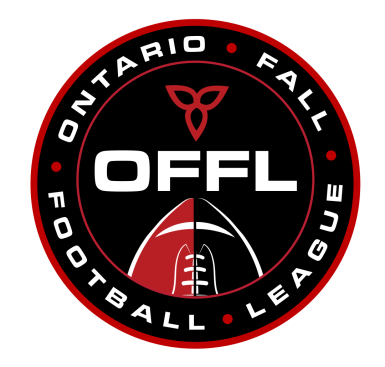 ONTARIO • FALL • LEAGUE • FOOTBALL •
OFFL